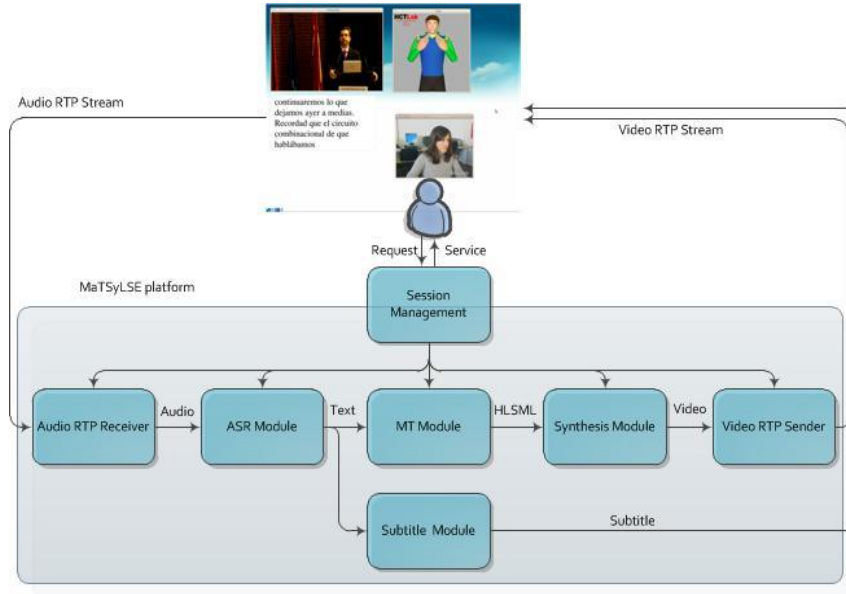 HCTLab
Audio RTP Stream
continuaremos lo que
dejamos ayer a medias.
Recordad que el circuito
combinacional de que
hablábamos
Video RTP Stream
Request
Service
MaTSyLSE platform
Session
Management
Audio RTP Receiver
Audio
ASR Module
Text
MT Module
HLSML
Synthesis Module
Video
Video RTP Sender
Subtitle Module
Subtitle